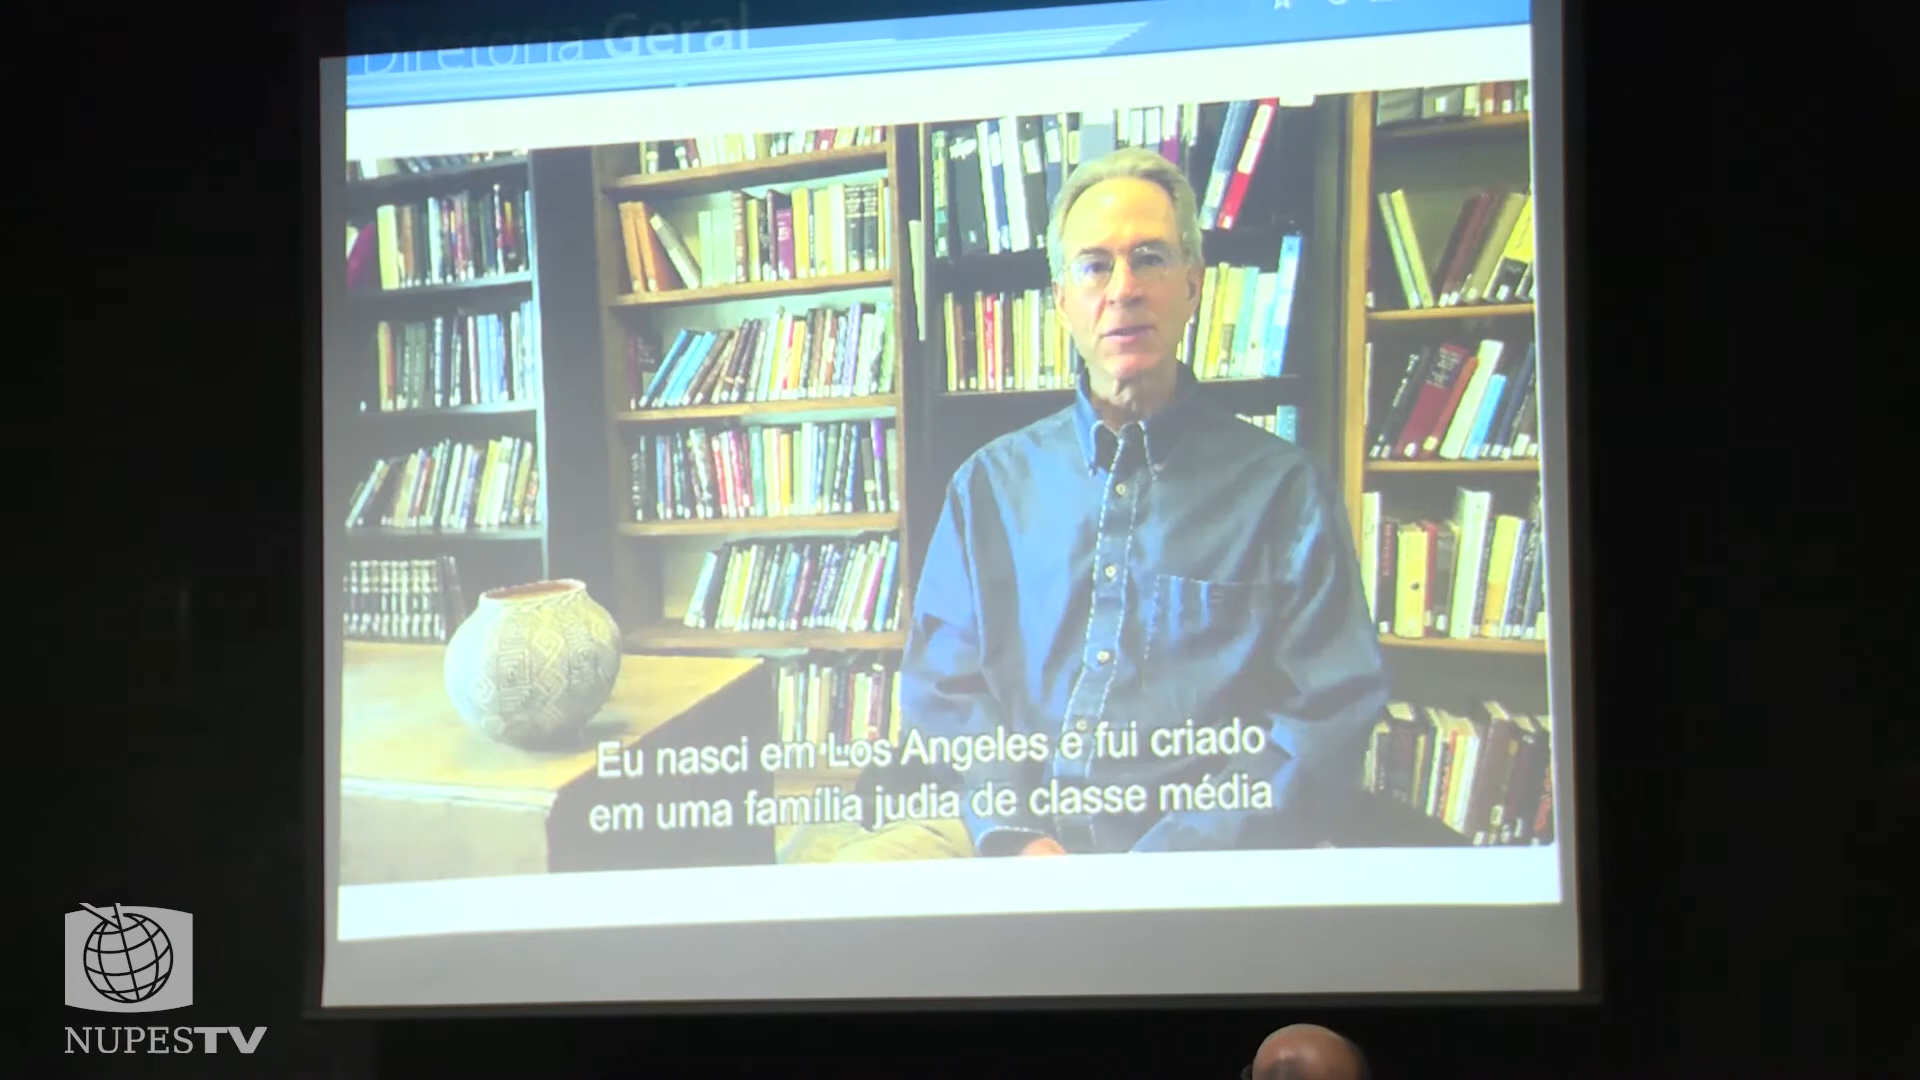 Diretoria Geral
Eu nasci em Los Angeles e fui criado
em uma família judia de classe média
NUPESTV